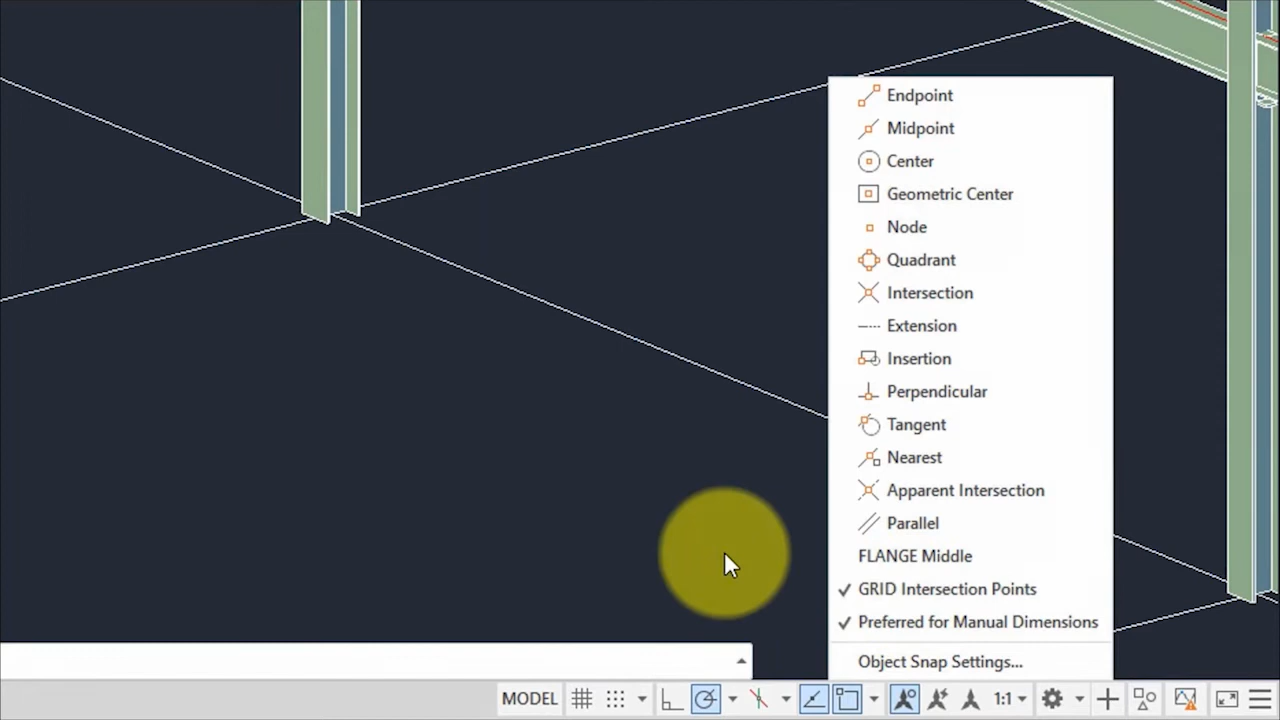 Endpoint
Midpoint
Center
Geometric Center
Node
Quadrant
Intersection
Extension
Insertion
Perpendicular
Tangent
Nearest
Apparent Intersection
Parallel
FLANGE Middle
GRID Intersection Points
Preferred for Manual Dimensions
Object Snap Settings...
MODEL 1:1